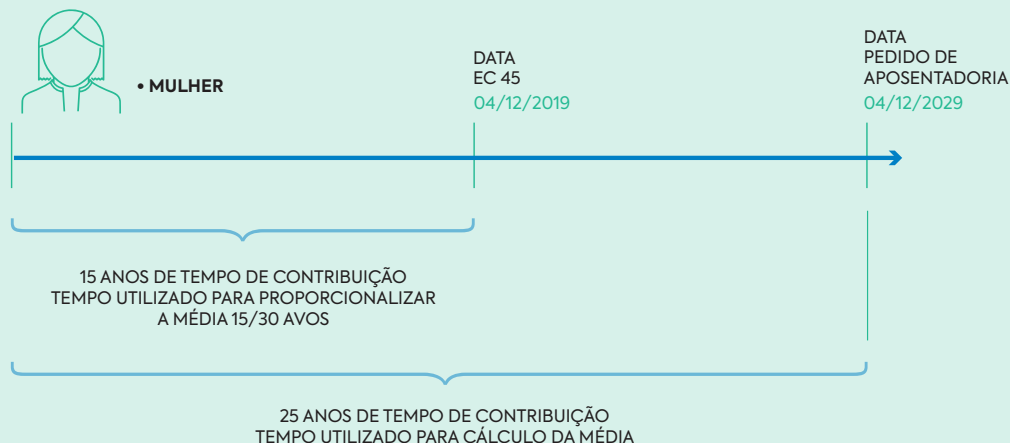 • MULHER
DATA
EC 45
04/12/2019
DATA
PEDIDO DE
APOSENTADORIA
04/12/2029
15 ANOS DE TEMPO DE CONTRIBUIÇÃO
TEMPO UTILIZADO PARA PROPORCIONALIZAR
A MÉDIA 15/30 AVOS
25 ANOS DE TEMPO DE CONTRIBUIÇÃO
TEMPO UTILIZADO PARA CÁLCULO DA MÉDIA